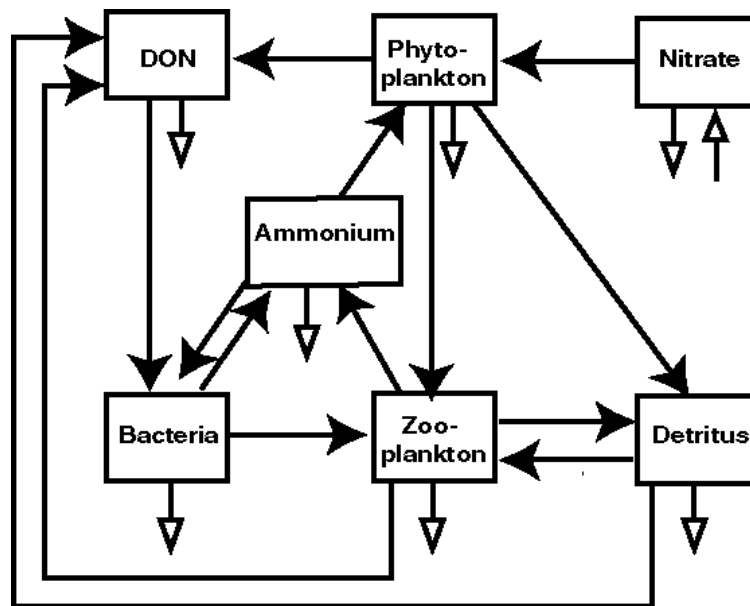 DON
Phyto-
plankton
Nitrate
Ammonium
Bacteria
Zoo-
plankton
Detritus